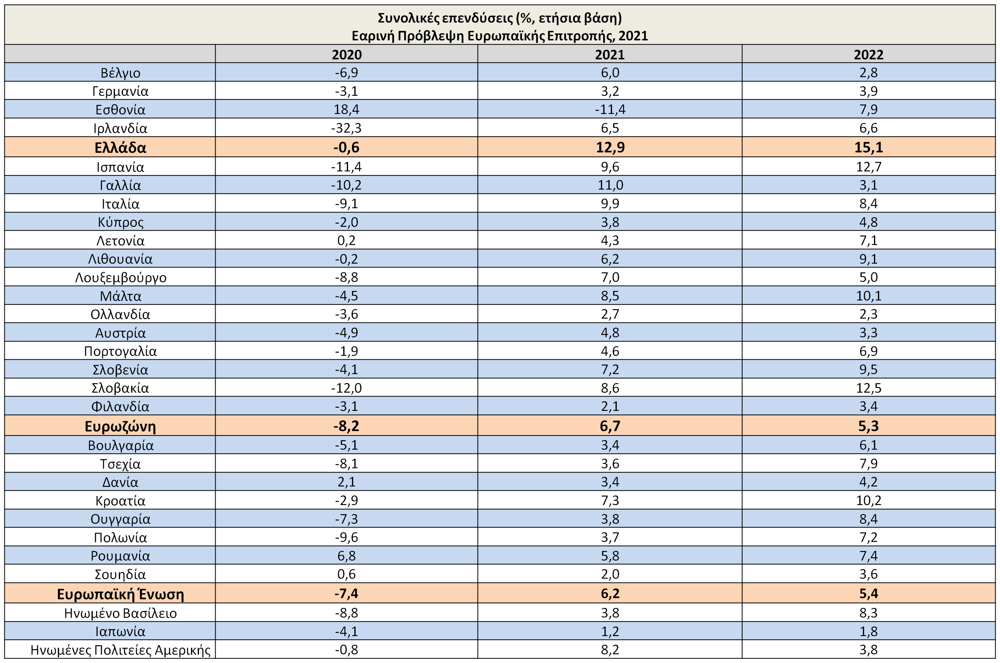 Συνολικές επενδύσεις (%, ετήσια βάση)
Εαρινή Πρόβλεψη Ευρωπαϊκής Επιτροπής, 2021
2020 2021 2022
Βέλγιο -6,9 6,0 2,8
Γερμανία -3,1 3,2 3,9
Εσθονία 18,4 -11,4 7,9
Ιρλανδία -32,3 6,5 6,6
Ελλάδα -0,6 12,9 15,1
Ισπανία -11,4 9,6 12,7
Γαλλία -10,2 11,0 3,1
Ιταλία -9,1 9,9 8,4
Κύπρος -2,0 3,8 4,8
Λετονία 0,2 4,3 7,1
Λιθουανία -0,2 6,2 9,1
Λουξεμβούργο -8,8 7,0 5,0
Μάλτα -4,5 8,5 10,1
Ολλανδία -3,6 2,7 2,3
Αυστρία -4,9 4,8 3,3
Πορτογαλία -1,9 4,6 6,9
Σλοβενία -4,1 7,2 9,5
Σλοβακία -12,0 8,6 12,5
Φιλανδία -3,1 2,1 3,4
Ευρωζώνη -8,2 6,7 5,3
Βουλγαρία -5,1 3,4 6,1
Τσεχία -8,1 3,6 7,9
Δανία 2,1 3,4 4,2
Κροατία -2,9 7,3 10,2
Ουγγαρία -7,3 3,8 8,4
Πολωνία -9,6 3,7 7,2
Ρουμανία 6,8 5,8 7,4
Σουηδία 0,6 2,0 3,6
Ευρωπαϊκή Ένωση -7,4 6,2 5,4
Ηνωμένο Βασίλειο -8,8 3,8 8,3
Ιαπωνία -4,1 1,2 1,8
Ηνωμένες Πολιτείες Αμερικής -0,8 8,2 3,8